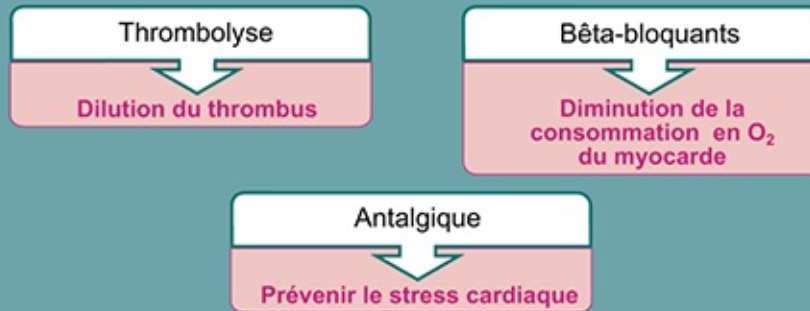 Thrombolyse
Dilution du thrombus
Bêta-bloquants
Diminution de la
consommation en O₂
du myocarde
Antalgique
Prévenir le stress cardiaque